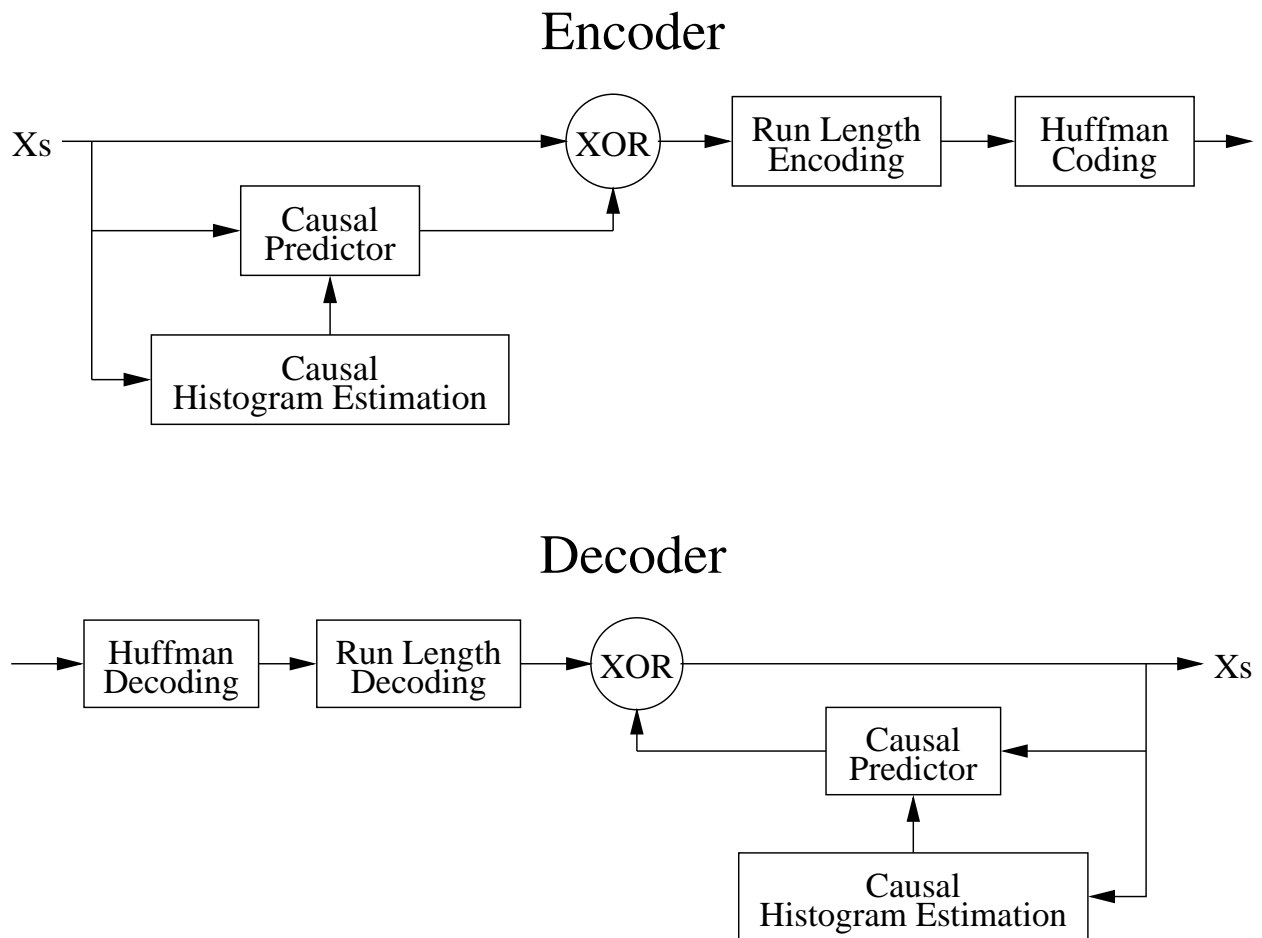 Encoder
Xs
XOR
Run Length
Encoding
Huffman
Coding
Causal
Predictor
Causal
Histogram Estimation
Decoder
Huffman
Decoding
Run Length
Decoding
XOR
Xs
Causal
Predictor
Causal
Histogram Estimation